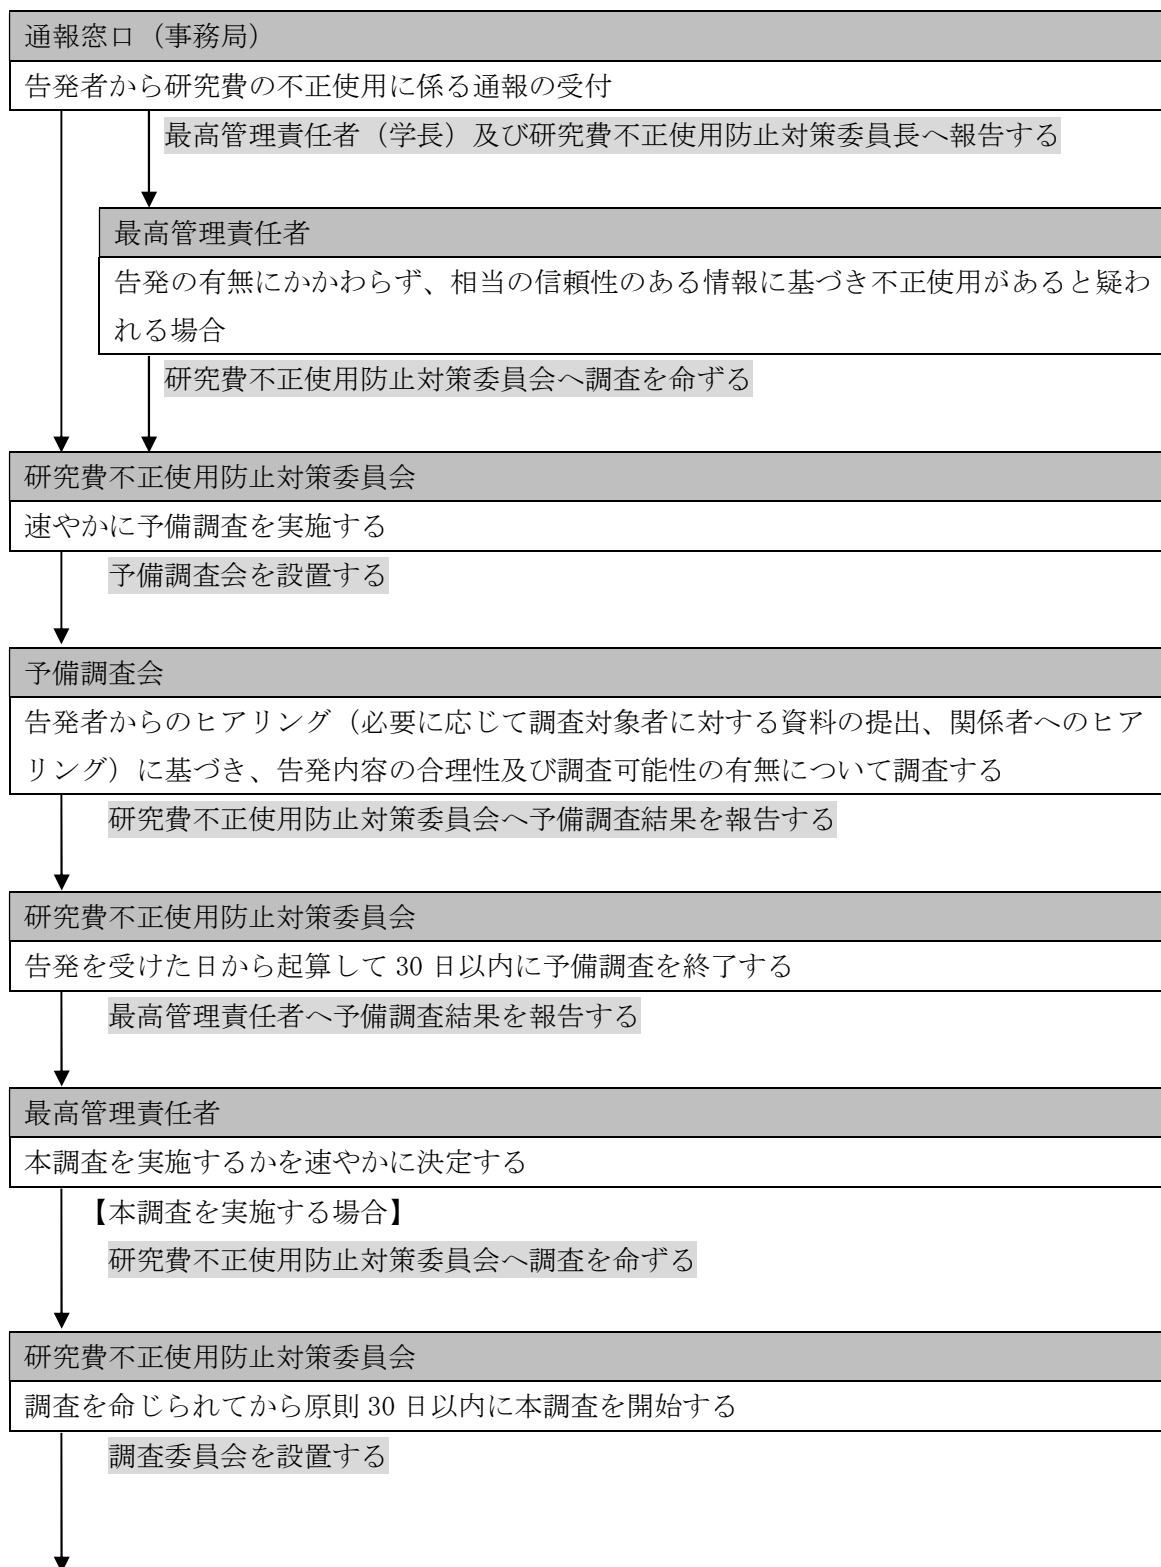 通報窓口（事務局）
告発者から研究費の不正使用に係る通報の受付
最高管理責任者（学長）及び研究費不正使用防止対策委員長へ報告する
最高管理責任者
告発の有無にかかわらず、相当の信頼性のある情報に基づき不正使用があると疑わ
れる場合
研究費不正使用防止対策委員会へ調査を命ずる
研究費不正使用防止対策委員会
速やかに予備調査を実施する
予備調査会を設置する
予備調査会
告発者からのヒアリング（必要に応じて調査対象者に対する資料の提出、関係者へのヒア
リング）に基づき、告発内容の合理性及び調査可能性の有無について調査する
研究費不正使用防止対策委員会へ予備調査結果を報告する
研究費不正使用防止対策委員会
告発を受けた日から起算して 30 日以内に予備調査を終了する
最高管理責任者へ予備調査結果を報告する
最高管理責任者
本調査を実施するかを速やかに決定する
【本調査を実施する場合】
研究費不正使用防止対策委員会へ調査を命ずる
研究費不正使用防止対策委員会
調査を命じられてから原則 30 日以内に本調査を開始する
調査委員会を設置する